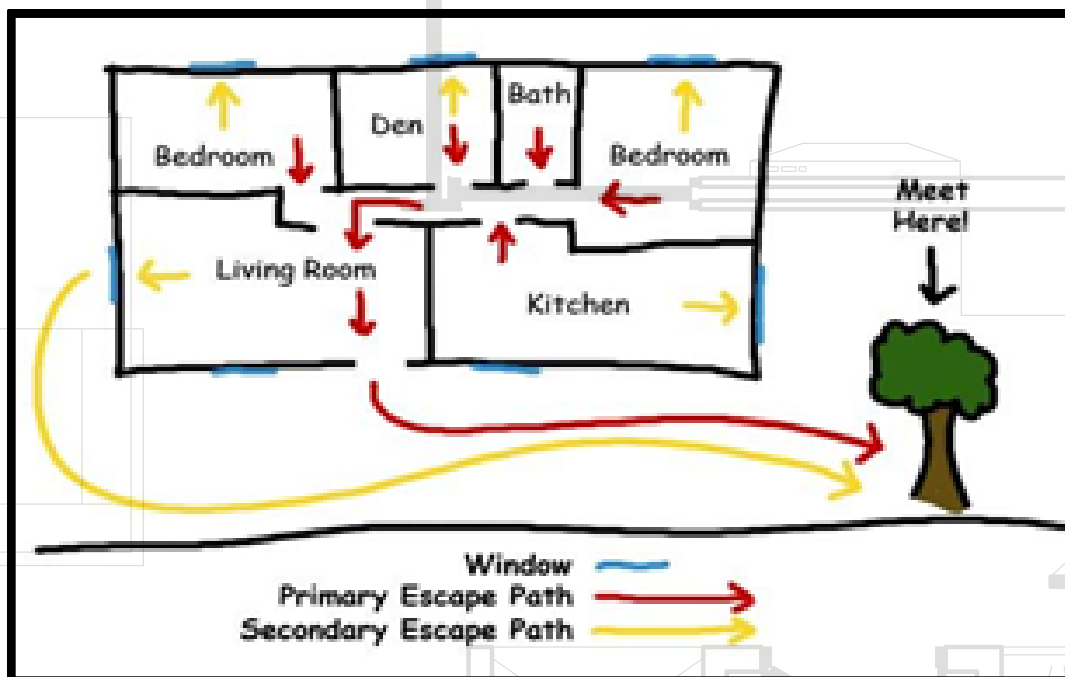 Bath
Den
Bedroom
Bedroom
Meet
Here!
Living Room
Kitchen
Window
Primary Escape Path
Secondary Escape Path